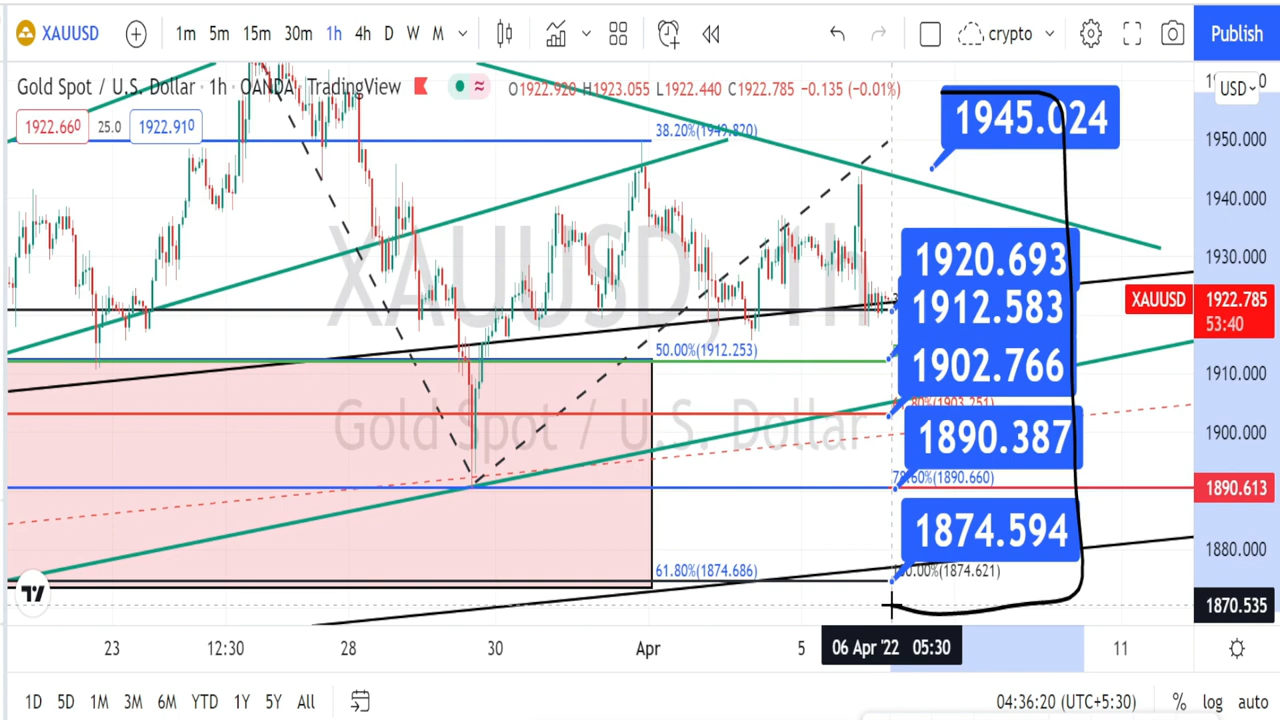 XAUUSD 1m 5m 15m 30m 1h 4h D W M crypto Publish
Gold Spot / U.S. Dollar · 1h · OANDA TradingView O1922.920 H1923.055 L1922.440 C1922.785 −0.135 (−0.01%)
USD
1922.660 25.0 1922.910
1945.024
38.20%(1949.820)
1950.000
1940.000
1930.000
XAUUSD, 1h
1920.693
XAUUSD 1922.785
53:40
1912.583
50.00%(1912.253)
1902.766
1910.000
Gold Spot / U.S. Dollar
1900.000
1890.387
78.60%(1890.660)
1890.613
1874.594
1880.000
61.80%(1874.686)
100.00%(1874.621)
1870.535
23 12:30 28 30 Apr 5 06 Apr '22 05:30 11
1D 5D 1M 3M 6M YTD 1Y 5Y All 04:36:20 (UTC+5:30) % log auto